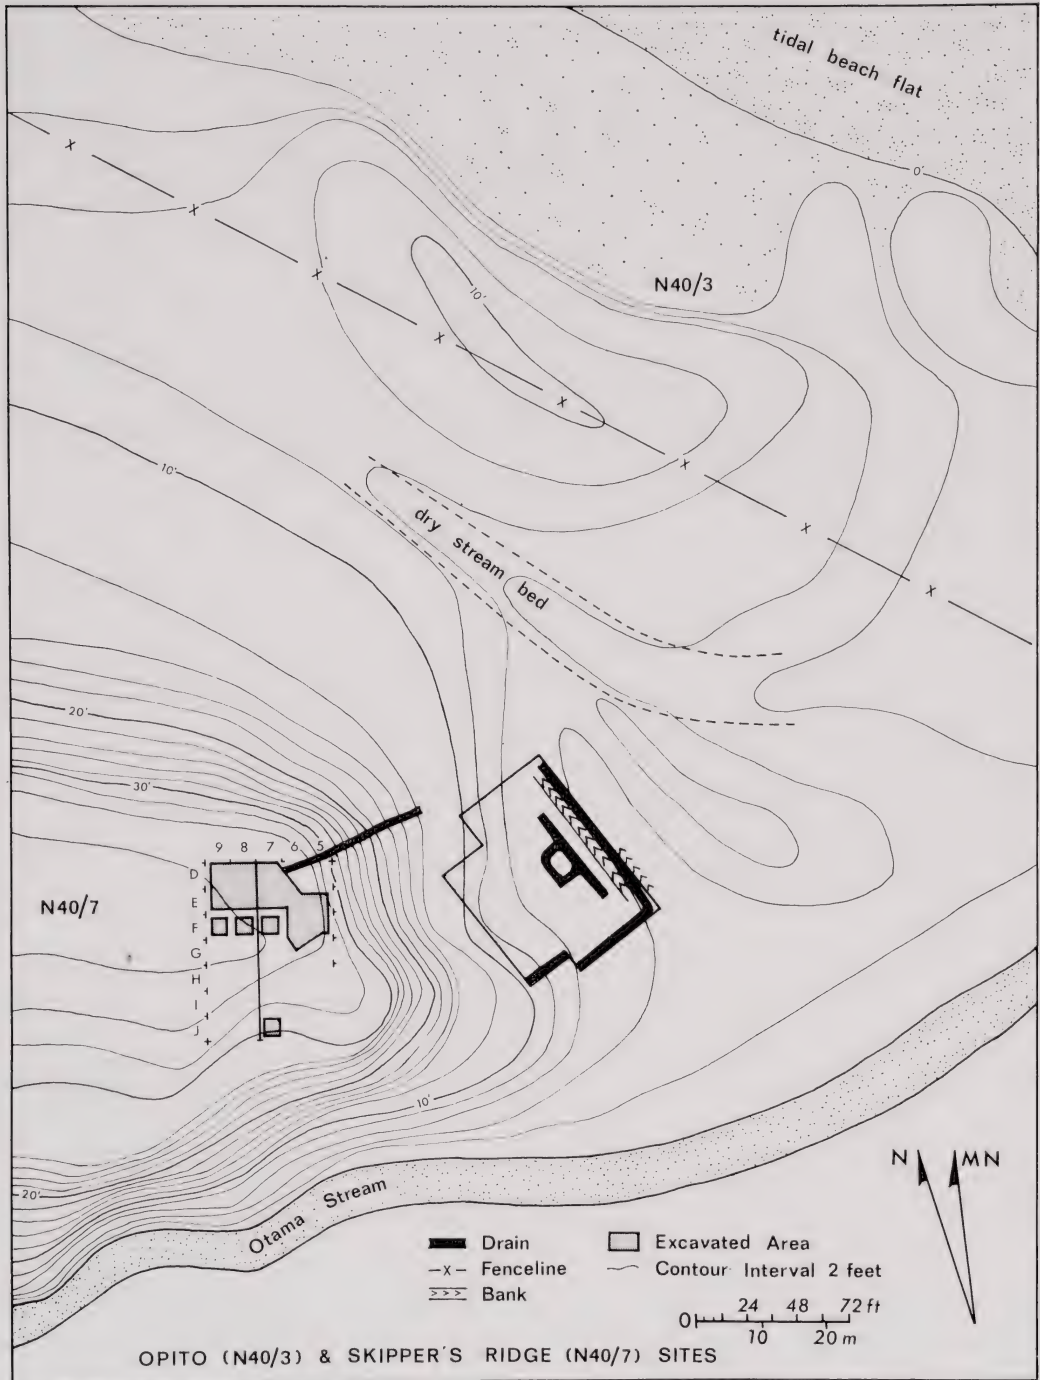 tidal
beach flat
0'
N40/3
10'
10'
dry stream bed
20'
30'
9 8 7 6 5
D
E
F
G
H
I
J
N40/7
10'
20'
Otama Stream
N MN
Drain
Excavated Area
-x- Fenceline
Contour Interval 2 feet
>>> Bank
0 24 48 72 ft
10 20 m
OPITO (N40/3) & SKIPPER'S RIDGE (N40/7) SITES